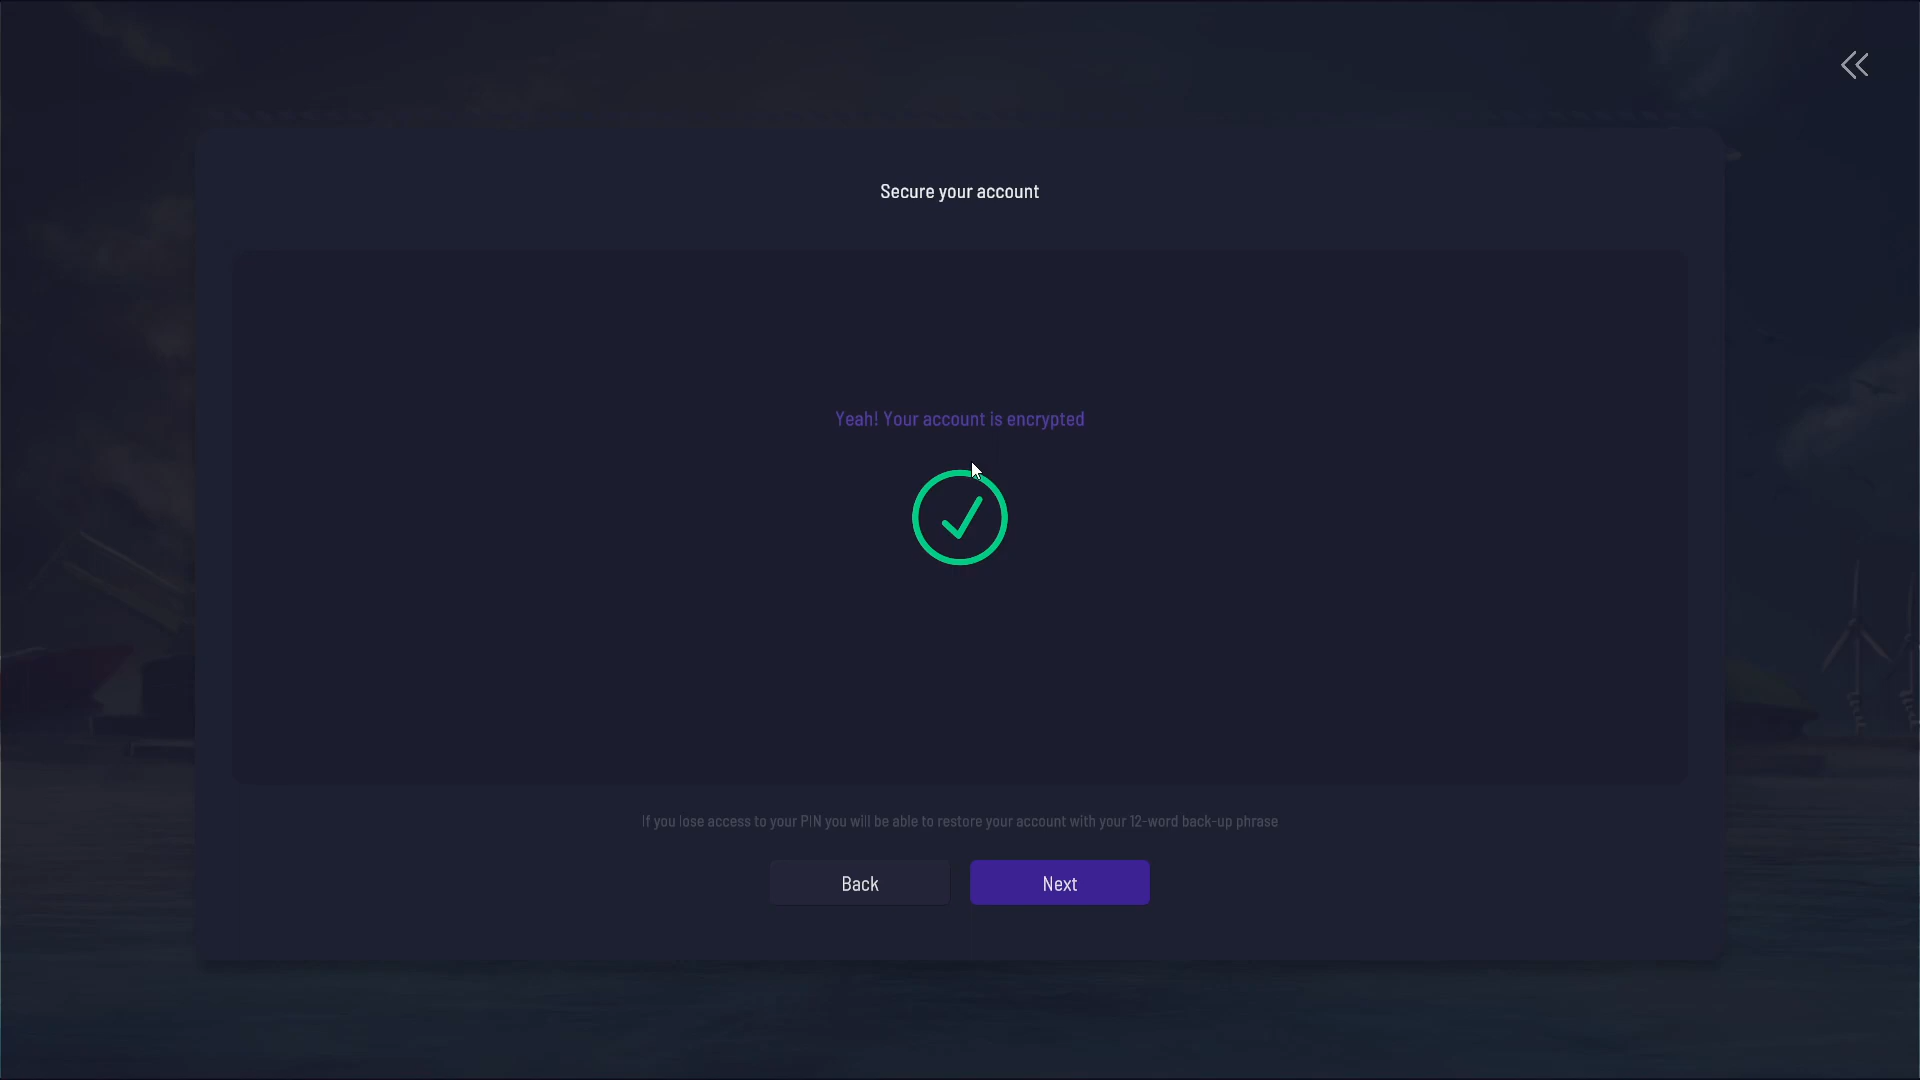 Secure your account
Yeah! Your account is encrypted
If you lose access to your PIN you will be able to restore your account with your 12-word back-up phrase
Back
Next